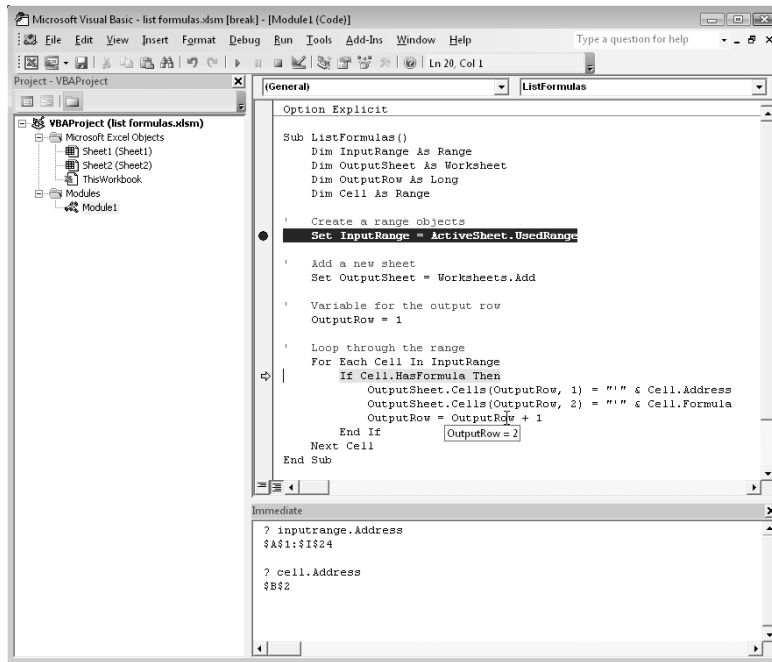 Microsoft Visual Basic - list formulas.xlsm [break] - [Module1 (Code)]
File Edit View Insert Format Debug Run Tools Add-Ins Window Help
Type a question for help
Ln 20, Col 1
Project - VBAProject
VBAProject (list formulas.xlsm)
Microsoft Excel Objects
Sheet1 (Sheet1)
Sheet2 (Sheet2)
ThisWorkbook
Modules
Module1
(General)
ListFormulas
Option Explicit
Sub ListFormulas()
Dim InputRange As Range
Dim OutputSheet As Worksheet
Dim OutputRow As Long
Dim Cell As Range
' Create a range objects
Set InputRange = ActiveSheet.UsedRange
' Add a new sheet
Set OutputSheet = Worksheets.Add
' Variable for the output row
OutputRow = 1
' Loop through the range
For Each Cell In InputRange
If Cell.HasFormula Then
OutputSheet.Cells(OutputRow, 1) = "'" & Cell.Address
OutputSheet.Cells(OutputRow, 2) = "'" & Cell.Formula
OutputRow = OutputRow + 1
End If
OutputRow = 2
Next Cell
End Sub
Immediate
? inputrange.Address
$A$1:$I$24
? cell.Address
$B$2